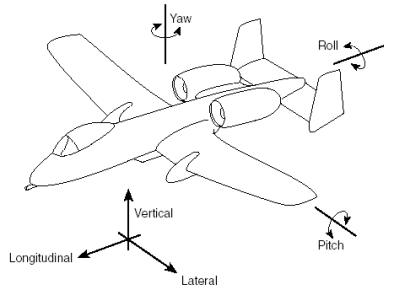 Yaw
Roll
Vertical
Pitch
Longitudinal
Lateral